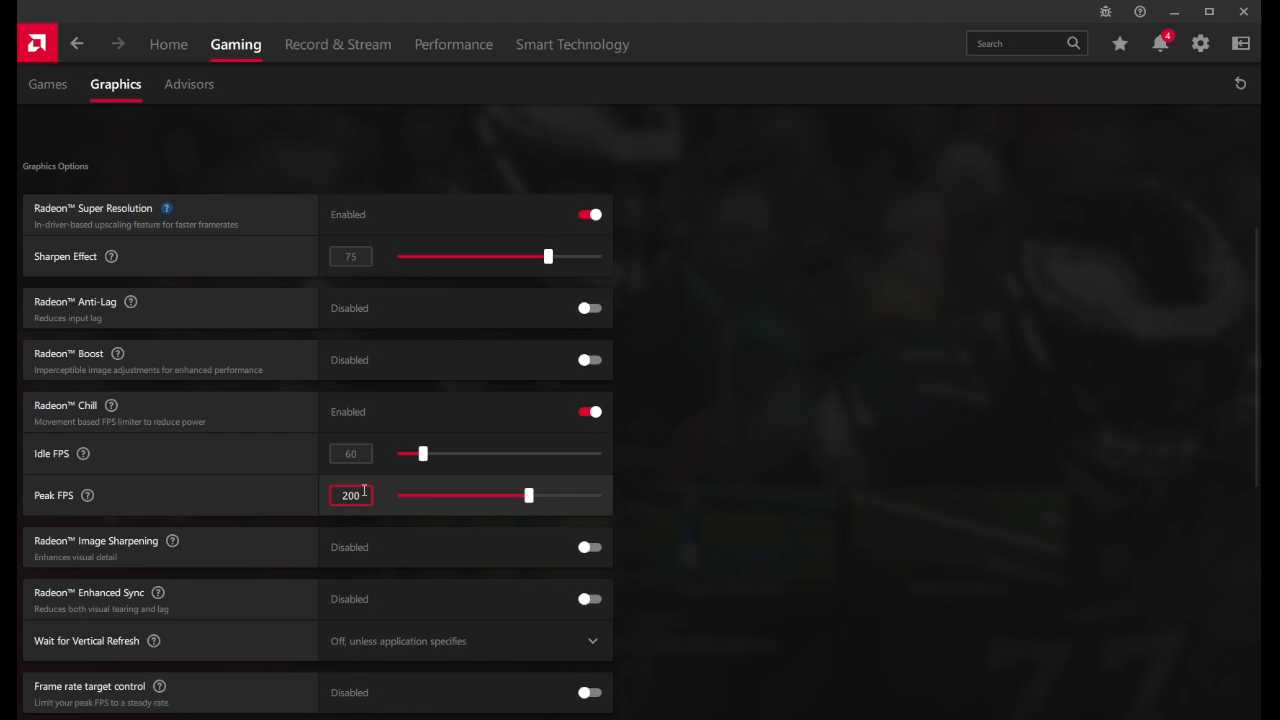 4
Home Gaming Record & Stream Performance Smart Technology Search
Games Graphics Advisors
Graphics Options
Radeon™ Super Resolution ?
In-driver-based upscaling feature for faster framerates
Enabled
Sharpen Effect ? 75
Radeon™ Anti-Lag ?
Reduces input lag
Disabled
Radeon™ Boost ?
Imperceptible image adjustments for enhanced performance
Disabled
Radeon™ Chill ?
Movement based FPS limiter to reduce power
Enabled
Idle FPS ? 60
Peak FPS ? 200
Radeon™ Image Sharpening ?
Enhances visual detail
Disabled
Radeon™ Enhanced Sync ?
Reduces both visual tearing and lag
Disabled
Wait for Vertical Refresh ? Off, unless application specifies
Frame rate target control ?
Limit your peak FPS to a steady rate.
Disabled